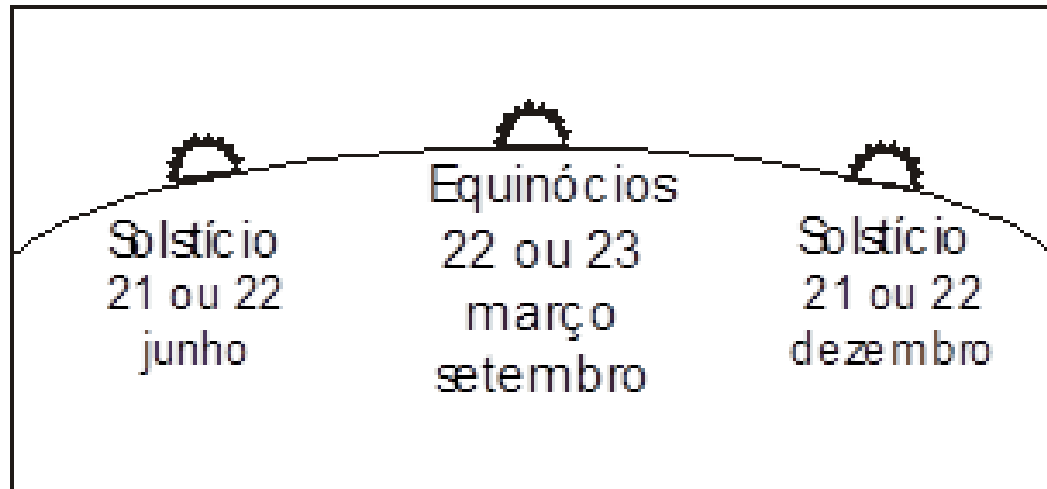 Solstício
21 ou 22
junho
Equinócios
22 ou 23
março
setembro
Solstício
21 ou 22
dezembro